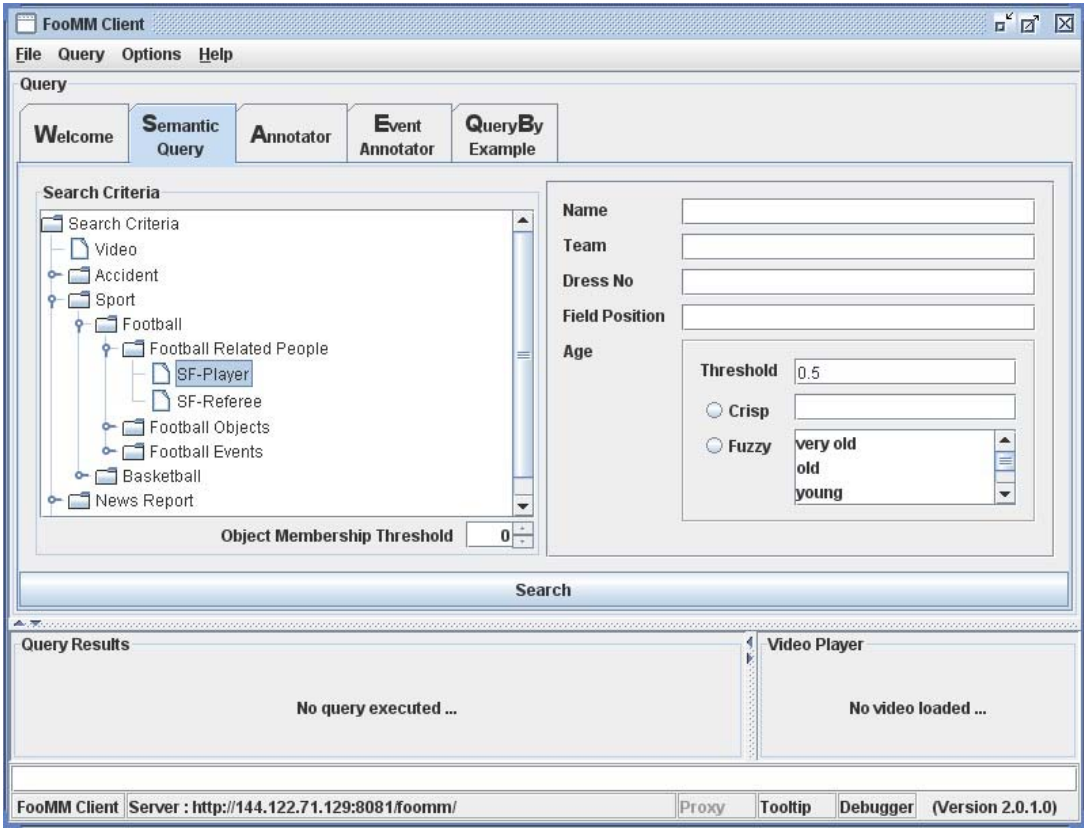 FooMM Client
File Query Options Help
Query
Welcome
Semantic
Query
Annotator
Event
Annotator
QueryBy
Example
Search Criteria
Search Criteria
Video
Accident
Sport
Football
Football Related People
SF-Player
SF-Referee
Football Objects
Football Events
Basketball
News Report
Object Membership Threshold 0
Name
Team
Dress No
Field Position
Age
Threshold 0.5
Crisp
Fuzzy
very old
old
young
Search
Query Results
No query executed ...
Video Player
No video loaded ...
FooMM Client Server : http://144.122.71.129:8081/foomm/ Proxy Tooltip Debugger (Version 2.0.1.0)